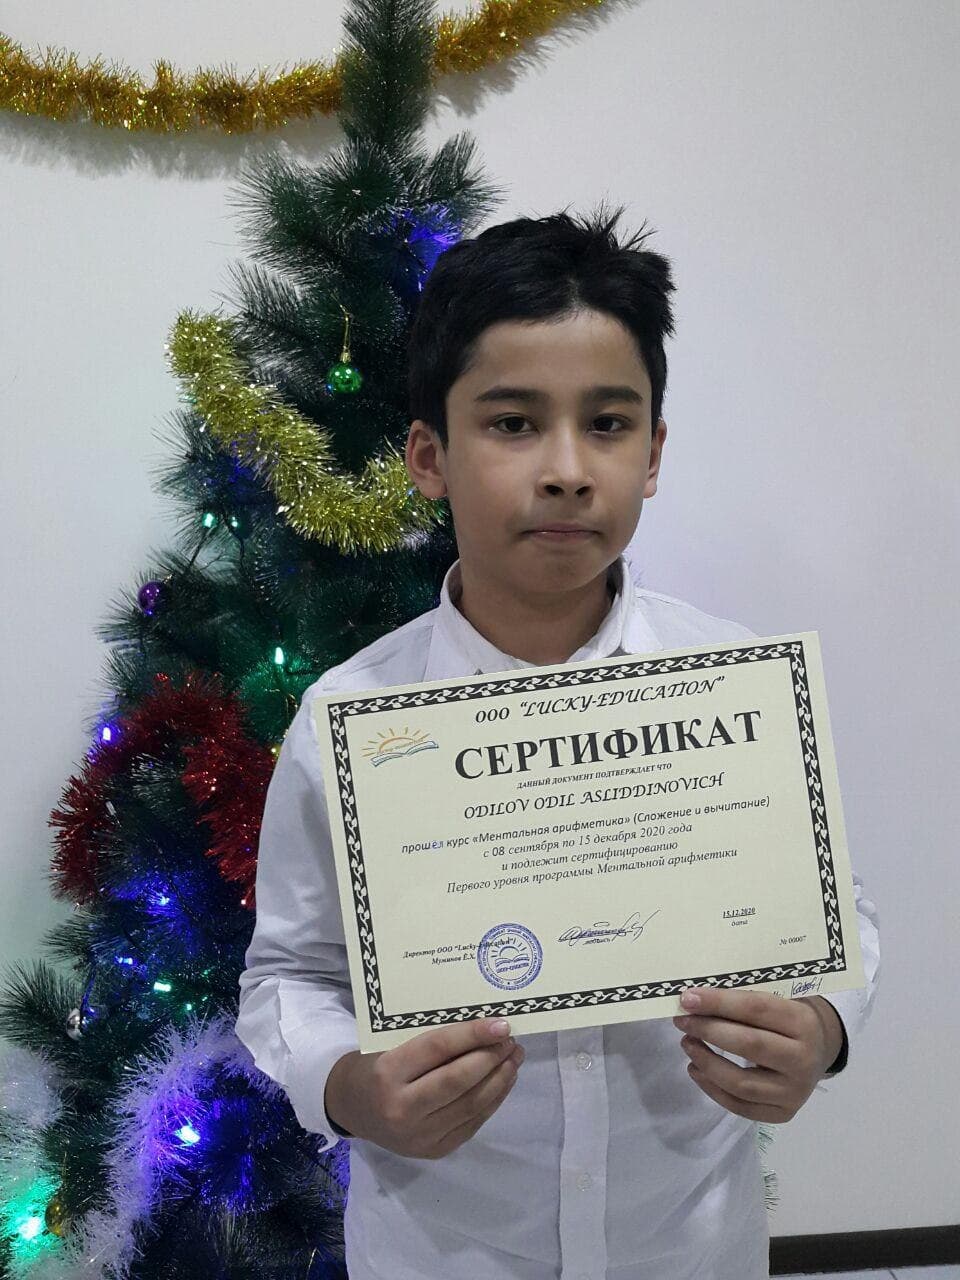 ООО "LUCKY-EDUCATION"
СЕРТИФИКАТ
ДАННЫЙ ДОКУМЕНТ ПОДТВЕРЖДАЕТ ЧТО
ODILOV ODIL ASLIDDINOVICH
прошёл курс «Ментальная арифметика» (Сложение и вычитание)
с 08 сентября по 15 декабря 2020 года
и подлежит сертифицированию
Первого уровня программы Ментальной арифметики
Директор ООО "Lucky-education"
Муминов Ё.Х.
подпись
15.12.2020
дата
№ 00007